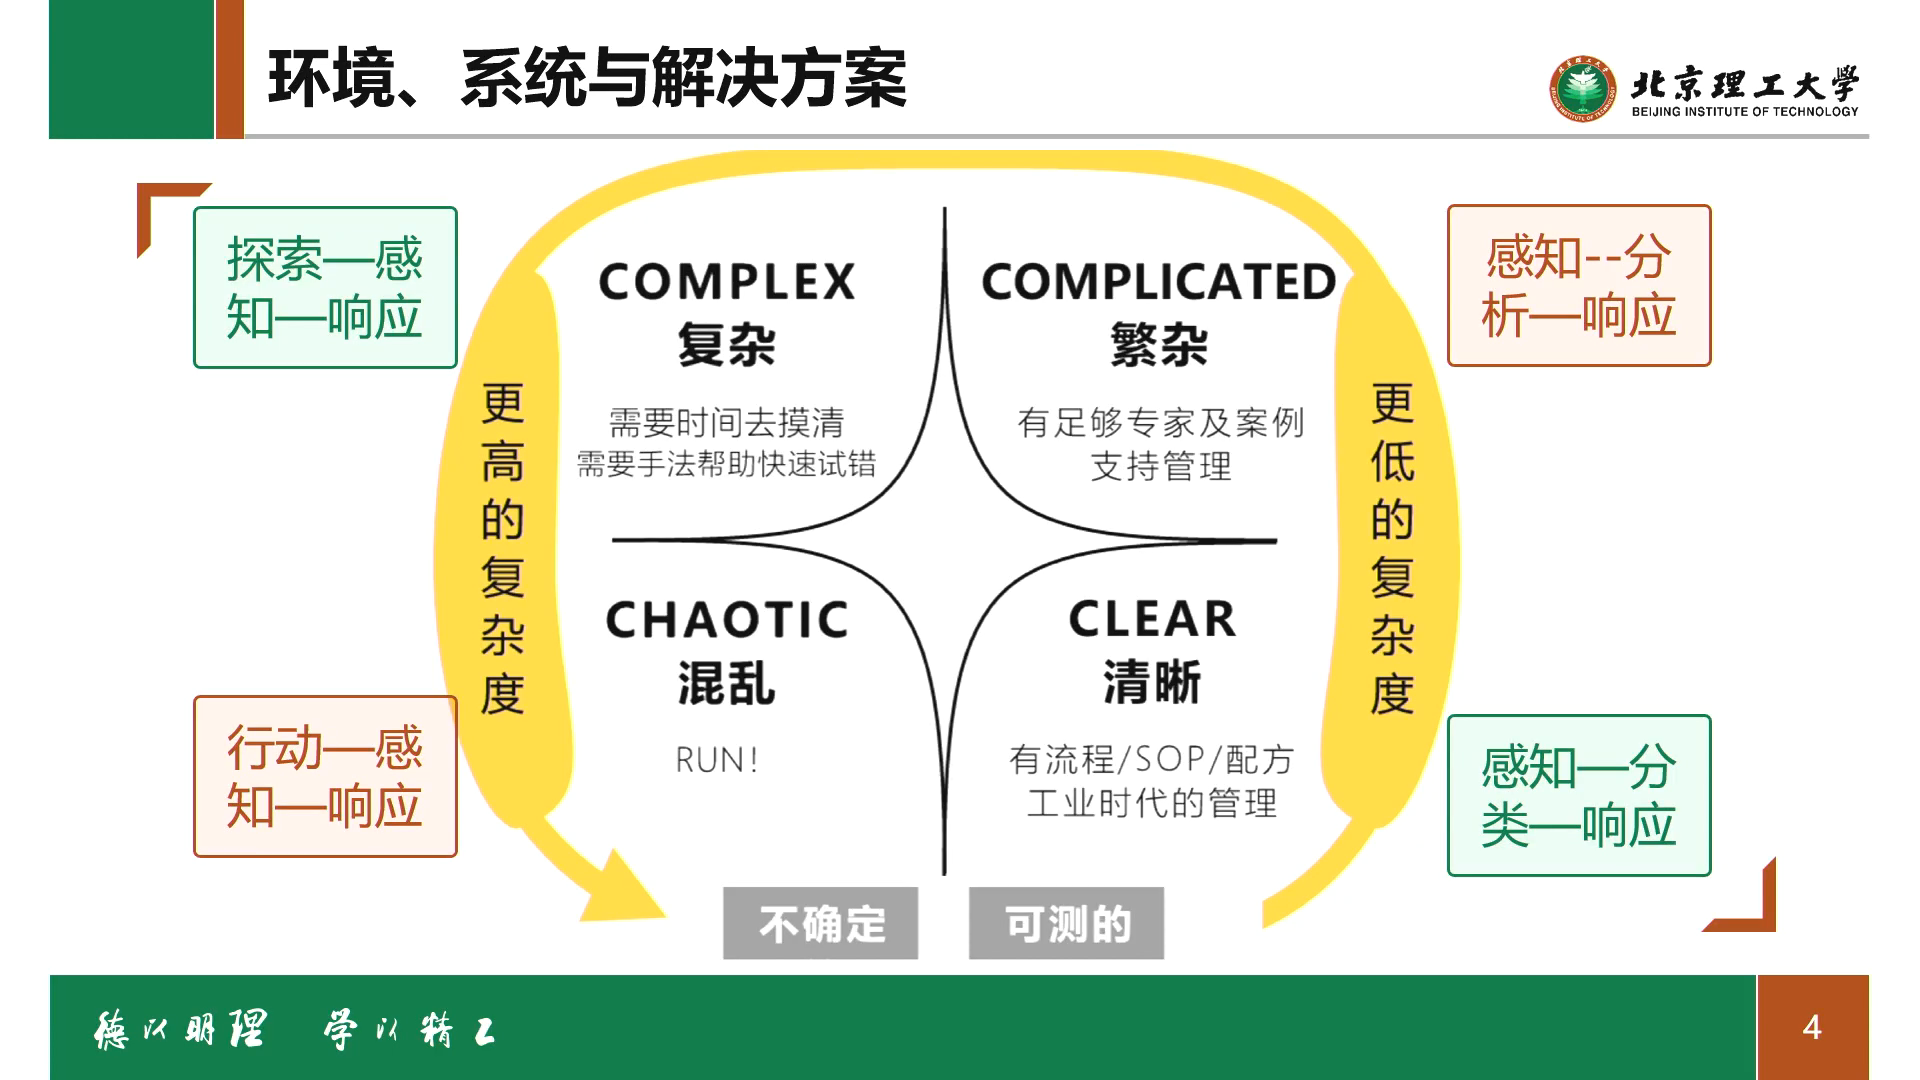 环境、系统与解决方案
北京理工大学
BEIJING INSTITUTE OF TECHNOLOGY
探索—感
知—响应
感知--分
析—响应
COMPLEX
复杂
需要时间去摸清
需要手法帮助快速试错
COMPLICATED
繁杂
有足够专家及案例
支持管理
更高的复杂度
更低的复杂度
CHAOTIC
混乱
RUN!
CLEAR
清晰
有流程/SOP/配方
工业时代的管理
行动—感
知—响应
感知—分
类—响应
不确定
可测的
德以明理 学以精工
4